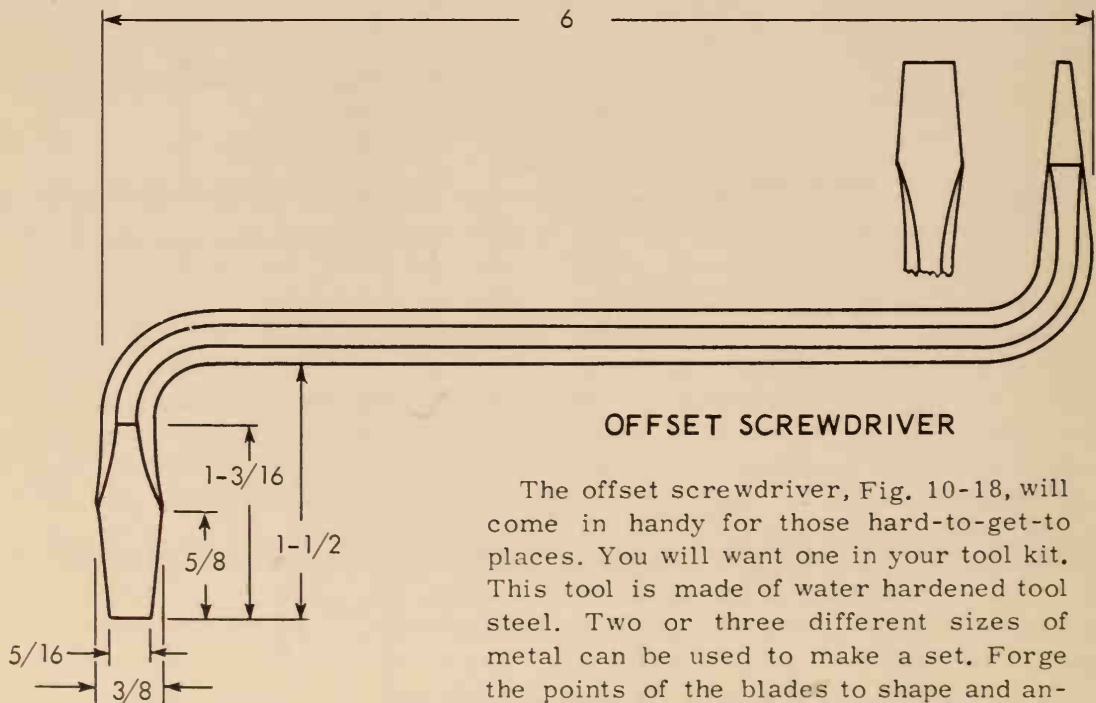 6
1-3/16
1-1/2
5/8
5/16
3/8
OFFSET SCREWDRIVER
The offset screwdriver, Fig. 10-18, will
come in handy for those hard-to-get-to
places. You will want one in your tool kit.
This tool is made of water hardened tool
steel. Two or three different sizes of
metal can be used to make a set. Forge
the points of the blades to shape and an-